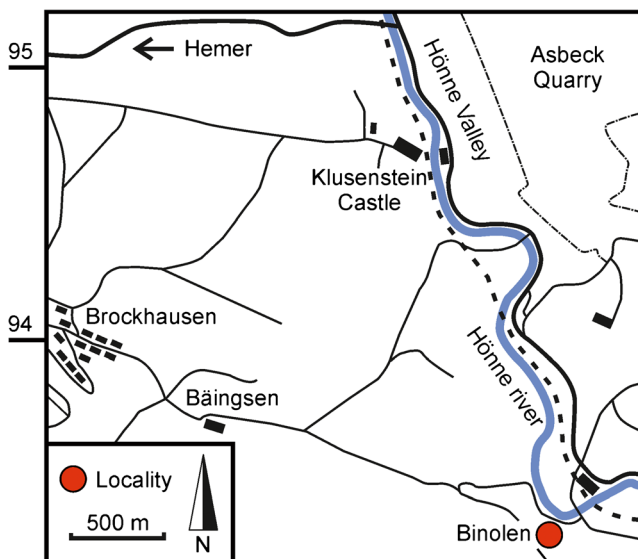 95
Hemer
Hönne Valley
Asbeck
Quarry
Klusenstein
Castle
94
Brockhausen
Bäingsen
Hönne river
Locality
500 m
N
Binolen